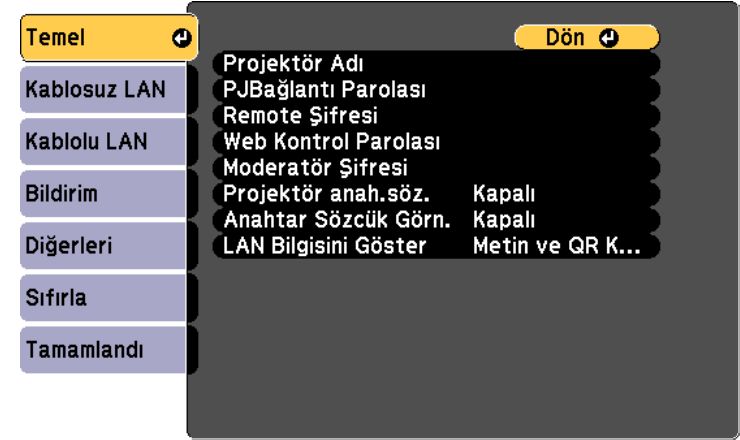 Temel
Kablosuz LAN
Kablolu LAN
Bildirim
Diğerleri
Sıfırla
Tamamlandı
Dön
Projektör Adı
PJBağlantı Parolası
Remote Şifresi
Web Kontrol Parolası
Moderatör Şifresi
Projektör anah.söz. Kapalı
Anahtar Sözcük Görn. Kapalı
LAN Bilgisini Göster Metin ve QR K...